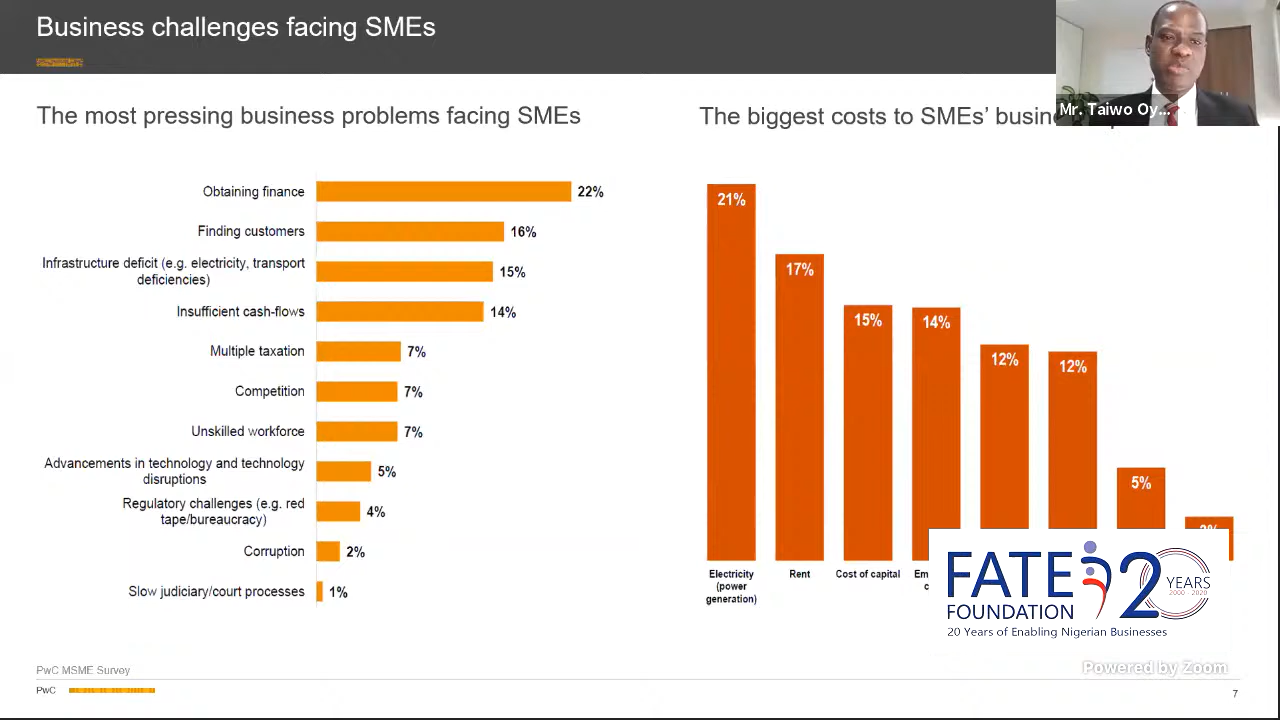 Business challenges facing SMEs
Mr. Taiwo Oy...
The most pressing business problems facing SMEs
Obtaining finance
22%
Finding customers
16%
Infrastructure deficit (e.g. electricity, transport
deficiencies)
15%
Insufficient cash-flows
14%
Multiple taxation
7%
Competition
7%
Unskilled workforce
7%
Advancements in technology and technology
disruptions
5%
Regulatory challenges (e.g. red
tape/bureaucracy)
4%
Corruption
2%
Slow judiciary/court processes
1%
The biggest costs to SMEs'
21%
17%
15%
14%
12%
12%
5%
Electricity
(power
generation)
Rent
Cost of capital
FATE
FOUNDATION
20 YEARS
2000 - 2020
20 Years of Enabling Nigerian Businesses
Powered by Zoom
PwC MSME Survey
PwC
7